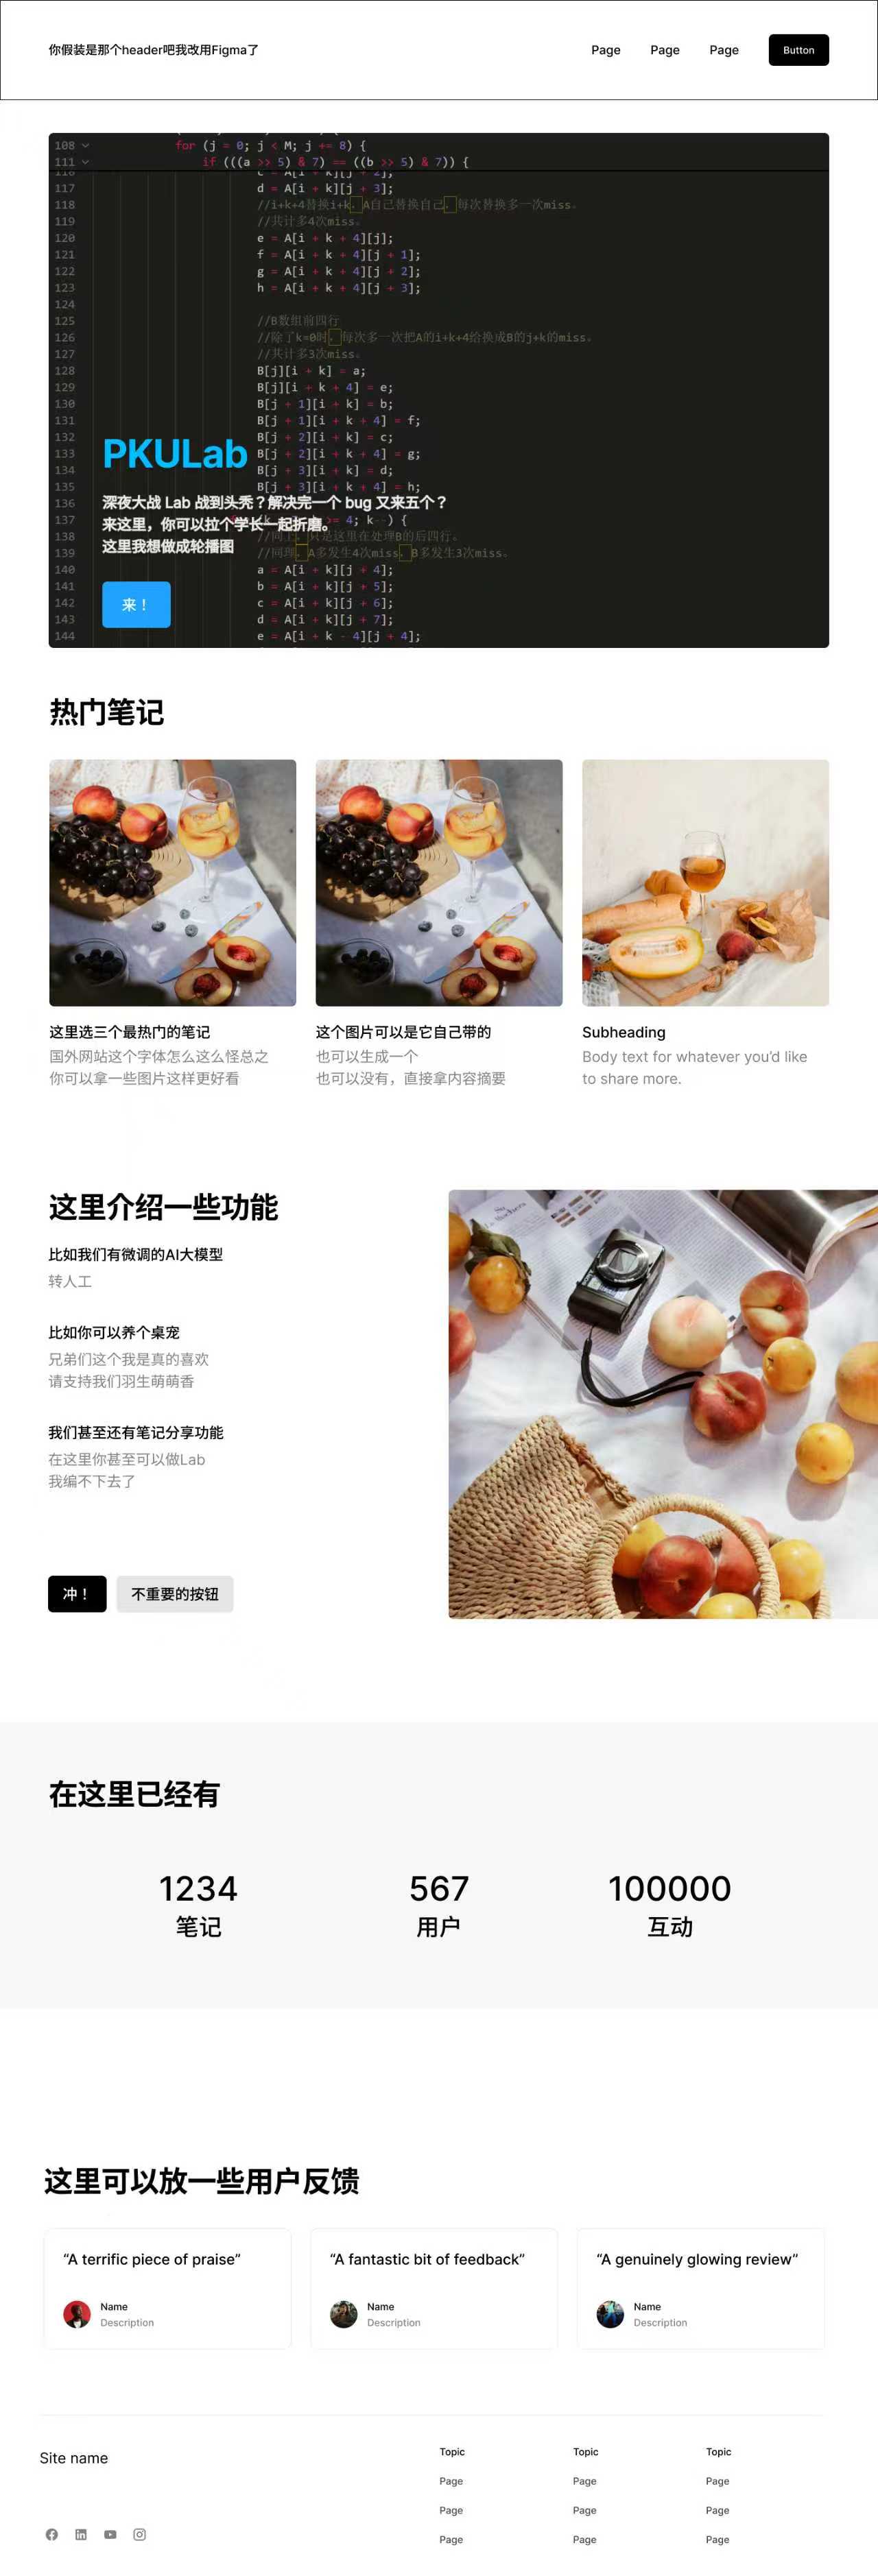 你假装是那个header吧我改用Figma了
Page
Page
Page
Button
108 for (j = 0; j < M; j += 8) {
111 if (((a >> 5) & 7) == ((b >> 5) & 7)) {
117 d = A[i + k][j + 3];
118 //i+k+4替换i+k，A自己替换自己，每次替换多一次miss。
119 //共计多4次miss。
120 e = A[i + k + 4][j];
121 f = A[i + k + 4][j + 1];
122 g = A[i + k + 4][j + 2];
123 h = A[i + k + 4][j + 3];
124
125 //B数组前四行
126 //除了k=0时，每次多一次把A的i+k+4给换成B的j+k的miss。
127 //共计多3次miss。
128 B[j][i + k] = a;
129 B[j][i + k + 4] = e;
130 B[j + 1][i + k] = b;
131 B[j + 1][i + k + 4] = f;
132 B[j + 2][i + k] = c;
133 B[j + 2][i + k + 4] = g;
134 B[j + 3][i + k] = d;
135 B[j + 3][i + k + 4] = h;
136
137 >= 4; k--) {
138 只是这里在处理B的后四行。
139 //同理，A多发生4次miss，B多发生3次miss。
140 a = A[i + k][j + 4];
141 b = A[i + k][j + 5];
142 c = A[i + k][j + 6];
143 d = A[i + k][j + 7];
144 e = A[i + k - 4][j + 4];
PKULab
深夜大战 Lab 战到头秃？解决完一个 bug 又来五个？
来这里，你可以拉个学长一起折磨。
这里我想做成轮播图
来！
热门笔记
这里选三个最热门的笔记
国外网站这个字体怎么这么怪总之
你可以拿一些图片这样更好看
这个图片可以是它自己带的
也可以生成一个
也可以没有，直接拿内容摘要
Subheading
Body text for whatever you’d like
to share more.
这里介绍一些功能
比如我们有微调的AI大模型
转人工
比如你可以养个桌宠
兄弟们这个我是真的喜欢
请支持我们羽生萌萌香
我们甚至还有笔记分享功能
在这里你甚至可以做Lab
我编不下去了
冲！
不重要的按钮
在这里已经有
1234
笔记
567
用户
100000
互动
这里可以放一些用户反馈
“A terrific piece of praise”
Name
Description
“A fantastic bit of feedback”
Name
Description
“A genuinely glowing review”
Name
Description
Site name
Topic
Page
Page
Page
Topic
Page
Page
Page
Topic
Page
Page
Page